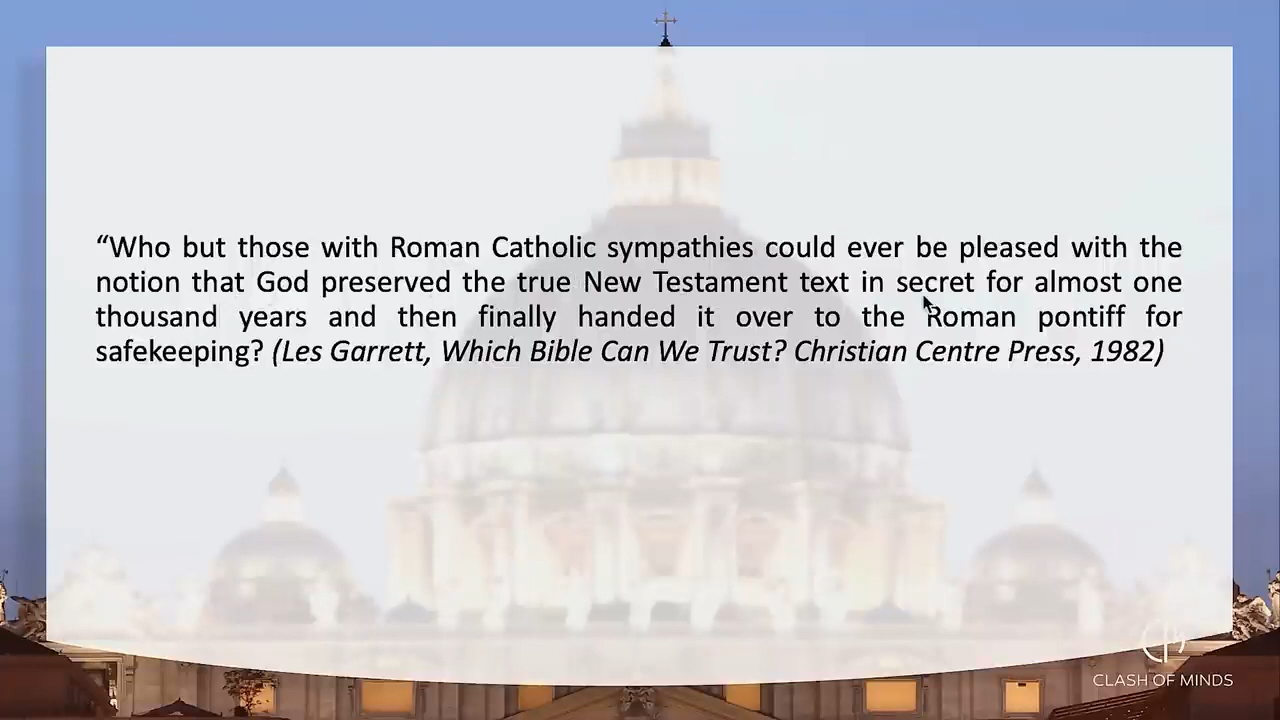 “Who but those with Roman Catholic sympathies could ever be pleased with the
notion that God preserved the true New Testament text in secret for almost one
thousand years and then finally handed it over to the Roman pontiff for
safekeeping? (Les Garrett, Which Bible Can We Trust? Christian Centre Press, 1982)
CLASH OF MINDS